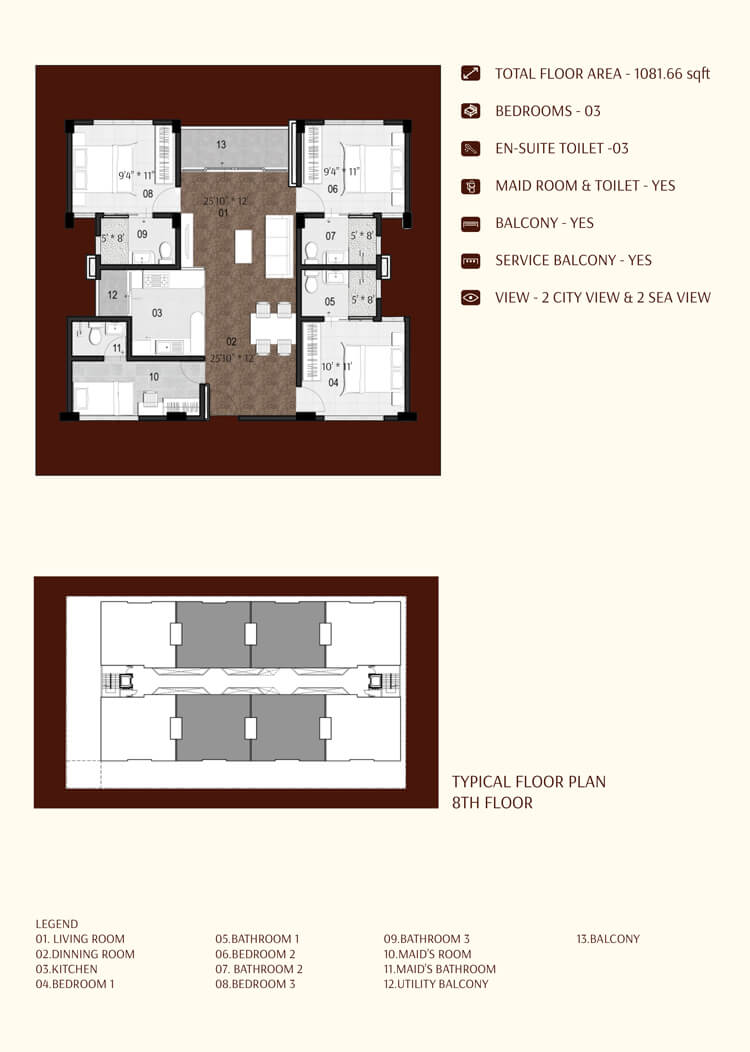 TOTAL FLOOR AREA - 1081.66 sqft
BEDROOMS - 03
EN-SUITE TOILET -03
MAID ROOM & TOILET - YES
BALCONY - YES
SERVICE BALCONY - YES
VIEW - 2 CITY VIEW & 2 SEA VIEW
13
9'4" * 11"
08
25'10" * 12'
01
9'4" * 11"
06
09
5' * 8'
07
5' * 8'
12
03
05
5' * 8'
11
02
25'10" * 12'
10
10' * 11'
04
TYPICAL FLOOR PLAN
8TH FLOOR
LEGEND
01. LIVING ROOM
02.DINNING ROOM
03.KITCHEN
04.BEDROOM 1
05.BATHROOM 1
06.BEDROOM 2
07. BATHROOM 2
08.BEDROOM 3
09.BATHROOM 3
10.MAID'S ROOM
11.MAID'S BATHROOM
12.UTILITY BALCONY
13.BALCONY